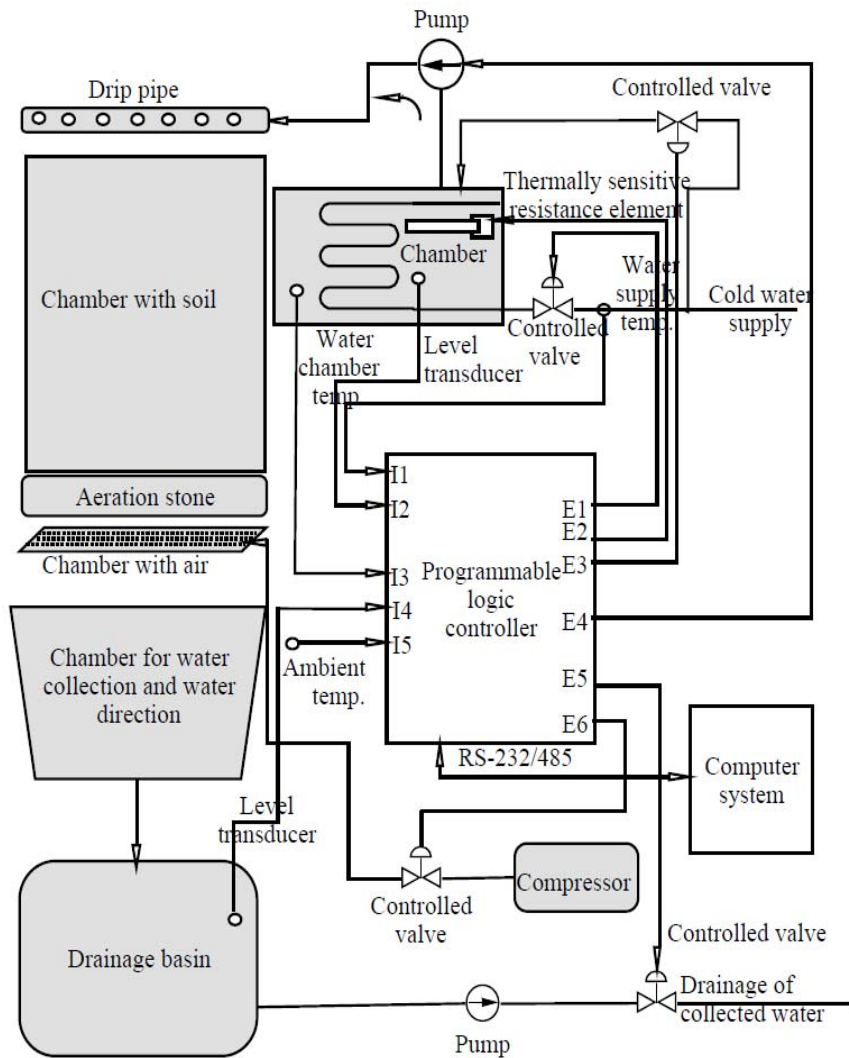 Pump
Drip pipe
Controlled valve
Thermally sensitive
resistance element
Chamber
Chamber with soil
Water
supply
temp.
Cold water
supply
Controlled
valve
Water
chamber
temp
Level
transducer
I1
I2
I3
I4
I5
Programmable
logic
controller
E1
E2
E3
E4
E5
E6
Aeration stone
Chamber with air
Chamber for water
collection and water
direction
Ambient
temp.
RS-232/485
Computer
system
Level
transducer
Compressor
Controlled
valve
Drainage basin
Controlled valve
Drainage of
collected water
Pump